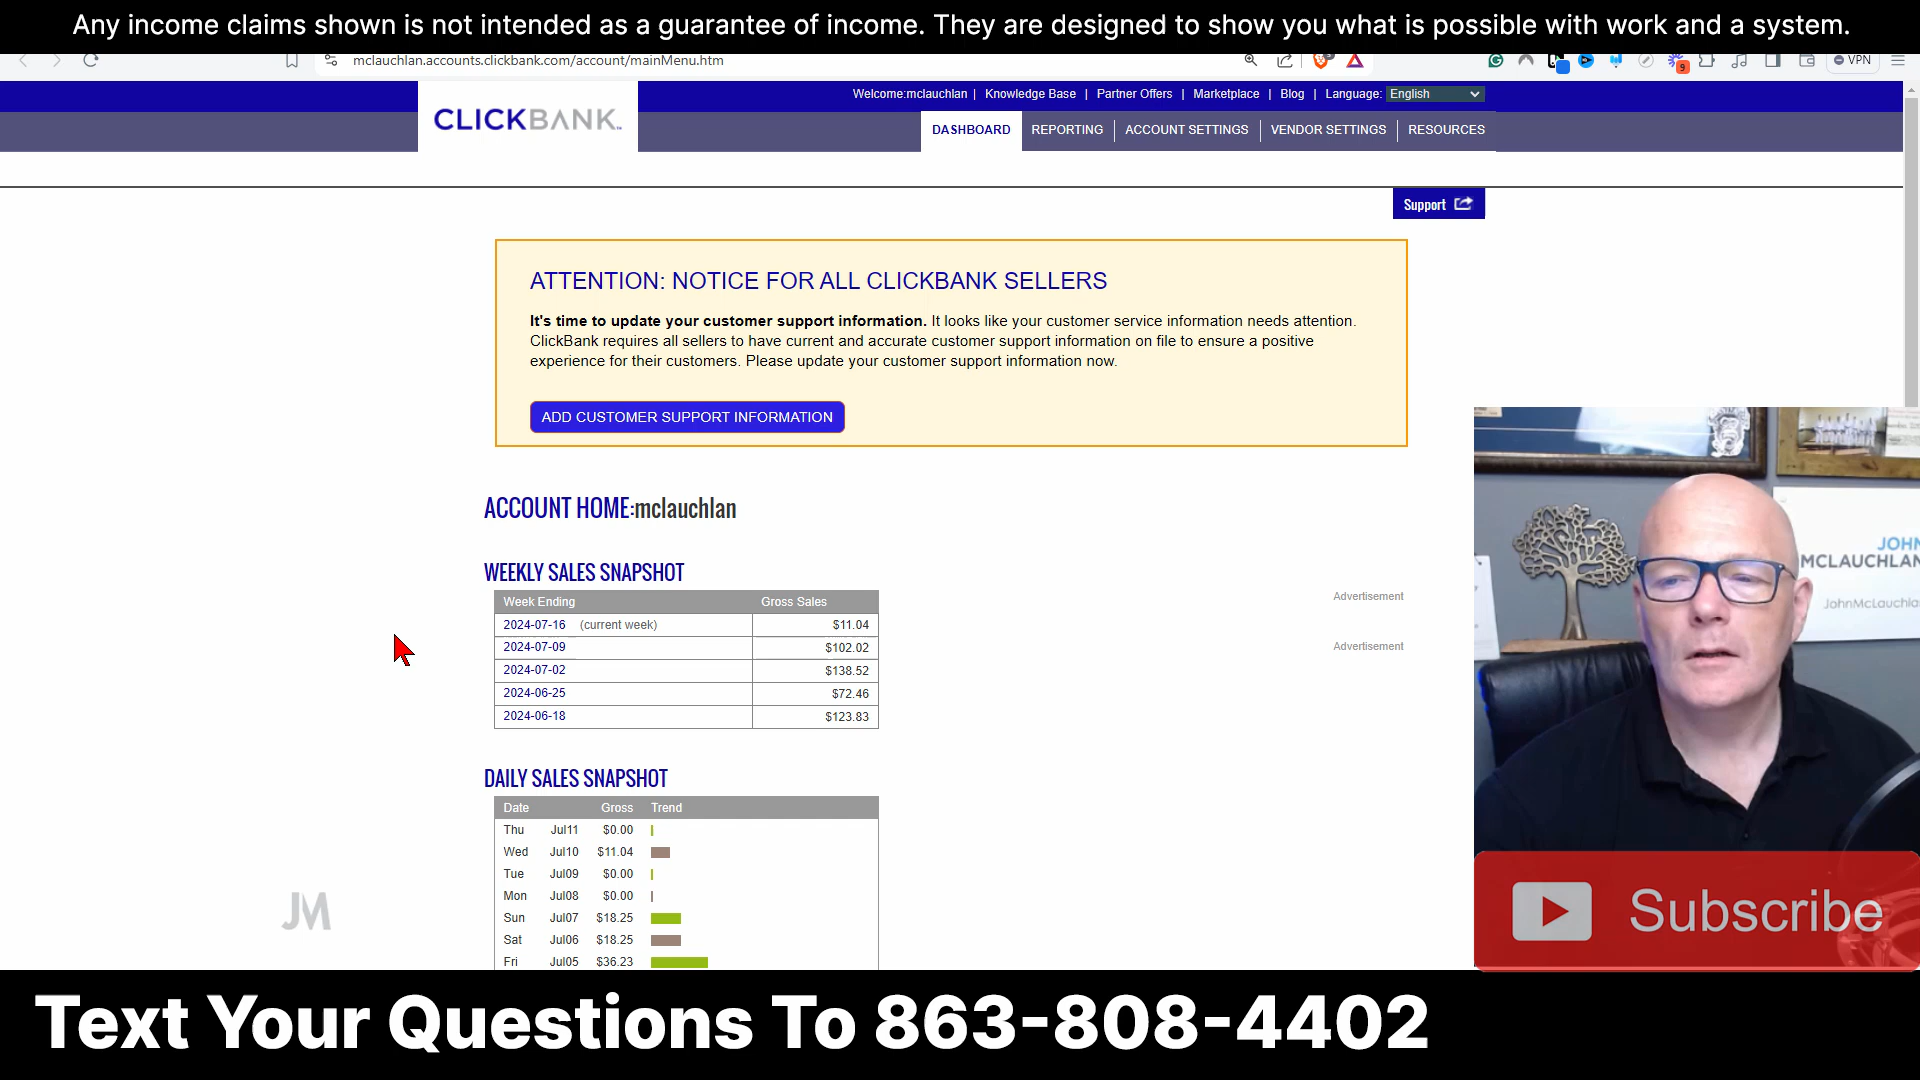 Any income claims shown is not intended as a guarantee of income. They are designed to show you what is possible with work and a system.
mclauchlan.accounts.clickbank.com/account/mainMenu.htm
9
VPN
Welcome:mclauchlan | Knowledge Base | Partner Offers | Marketplace | Blog | Language: English
CLICKBANK
DASHBOARD REPORTING ACCOUNT SETTINGS VENDOR SETTINGS RESOURCES
Support
ATTENTION: NOTICE FOR ALL CLICKBANK SELLERS
It's time to update your customer support information. It looks like your customer service information needs attention.
ClickBank requires all sellers to have current and accurate customer support information on file to ensure a positive
experience for their customers. Please update your customer support information now.
ADD CUSTOMER SUPPORT INFORMATION
ACCOUNT HOME:mclauchlan
WEEKLY SALES SNAPSHOT
Week Ending Gross Sales
2024-07-16 (current week) $11.04
2024-07-09 $102.02
2024-07-02 $138.52
2024-06-25 $72.46
2024-06-18 $123.83
Advertisement
Advertisement
DAILY SALES SNAPSHOT
Date Gross Trend
Thu Jul11 $0.00
Wed Jul10 $11.04
Tue Jul09 $0.00
Mon Jul08 $0.00
Sun Jul07 $18.25
Sat Jul06 $18.25
Fri Jul05 $36.23
JOHN
MCLAUCHLAN
JohnMcLauchla
JM
Subscribe
Text Your Questions To 863-808-4402